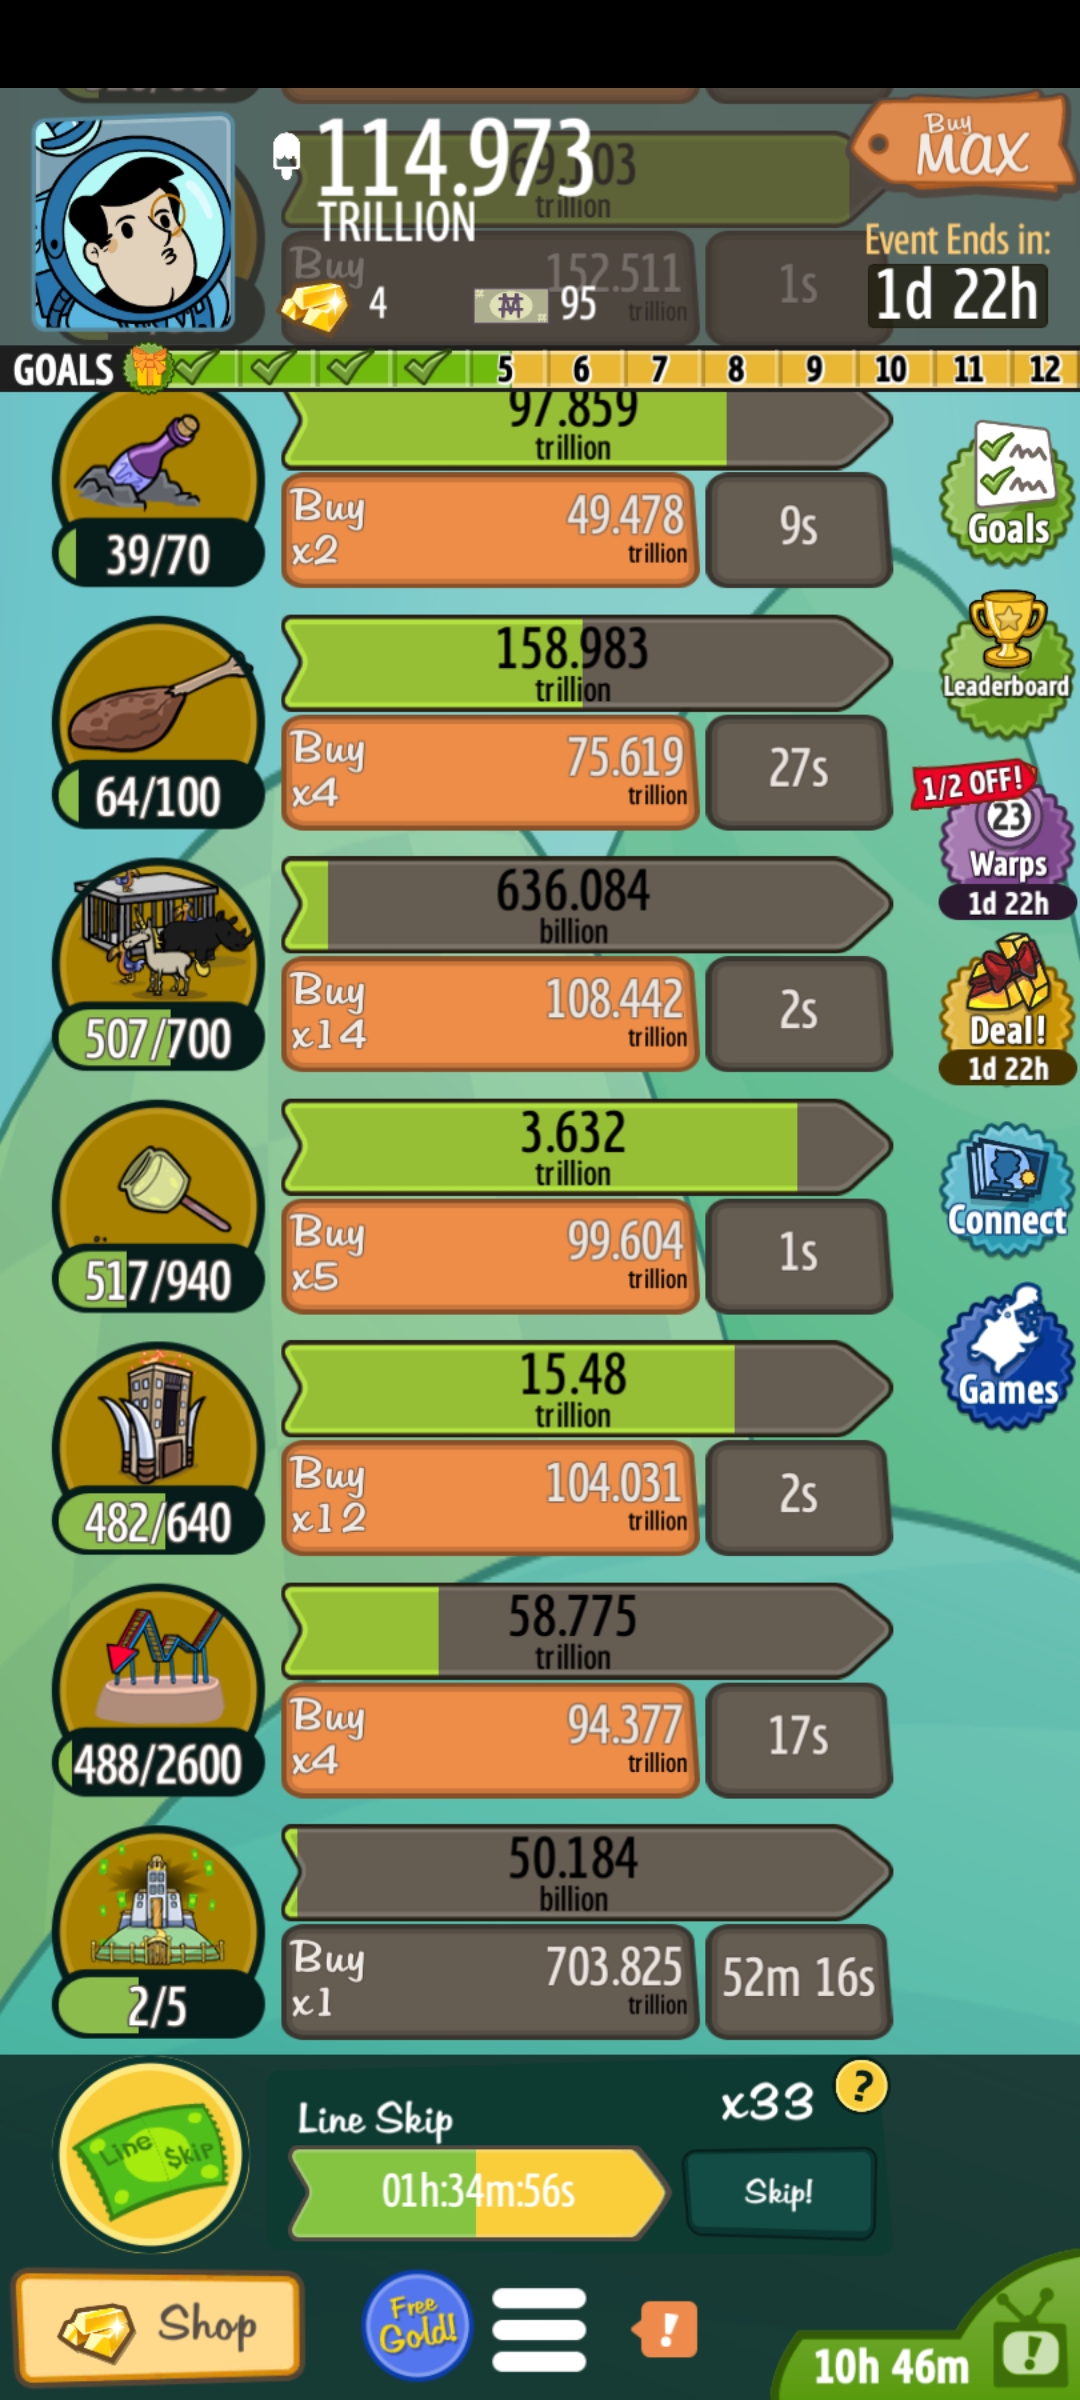 114.973
TRILLION
69.303
trillion
Buy
152.511
trillion
1s
4
95
Buy
MAX
Event Ends in:
1d 22h
GOALS
5 6 7 8 9 10 11 12
97.859
trillion
Buy
x2
49.478
trillion
9s
39/70
158.983
trillion
Buy
x4
75.619
trillion
27s
64/100
636.084
billion
Buy
x14
108.442
trillion
2s
507/700
3.632
trillion
Buy
x5
99.604
trillion
1s
517/940
15.48
trillion
Buy
x12
104.031
trillion
2s
482/640
58.775
trillion
Buy
x4
94.377
trillion
17s
488/2600
50.184
billion
Buy
x1
703.825
trillion
52m 16s
2/5
Goals
Leaderboard
1/2 OFF!
23
Warps
1d 22h
Deal!
1d 22h
Connect
Games
Line $kip
Line Skip
x33
?
01h:34m:56s
Skip!
Shop
Free
Gold!
!
10h 46m
!